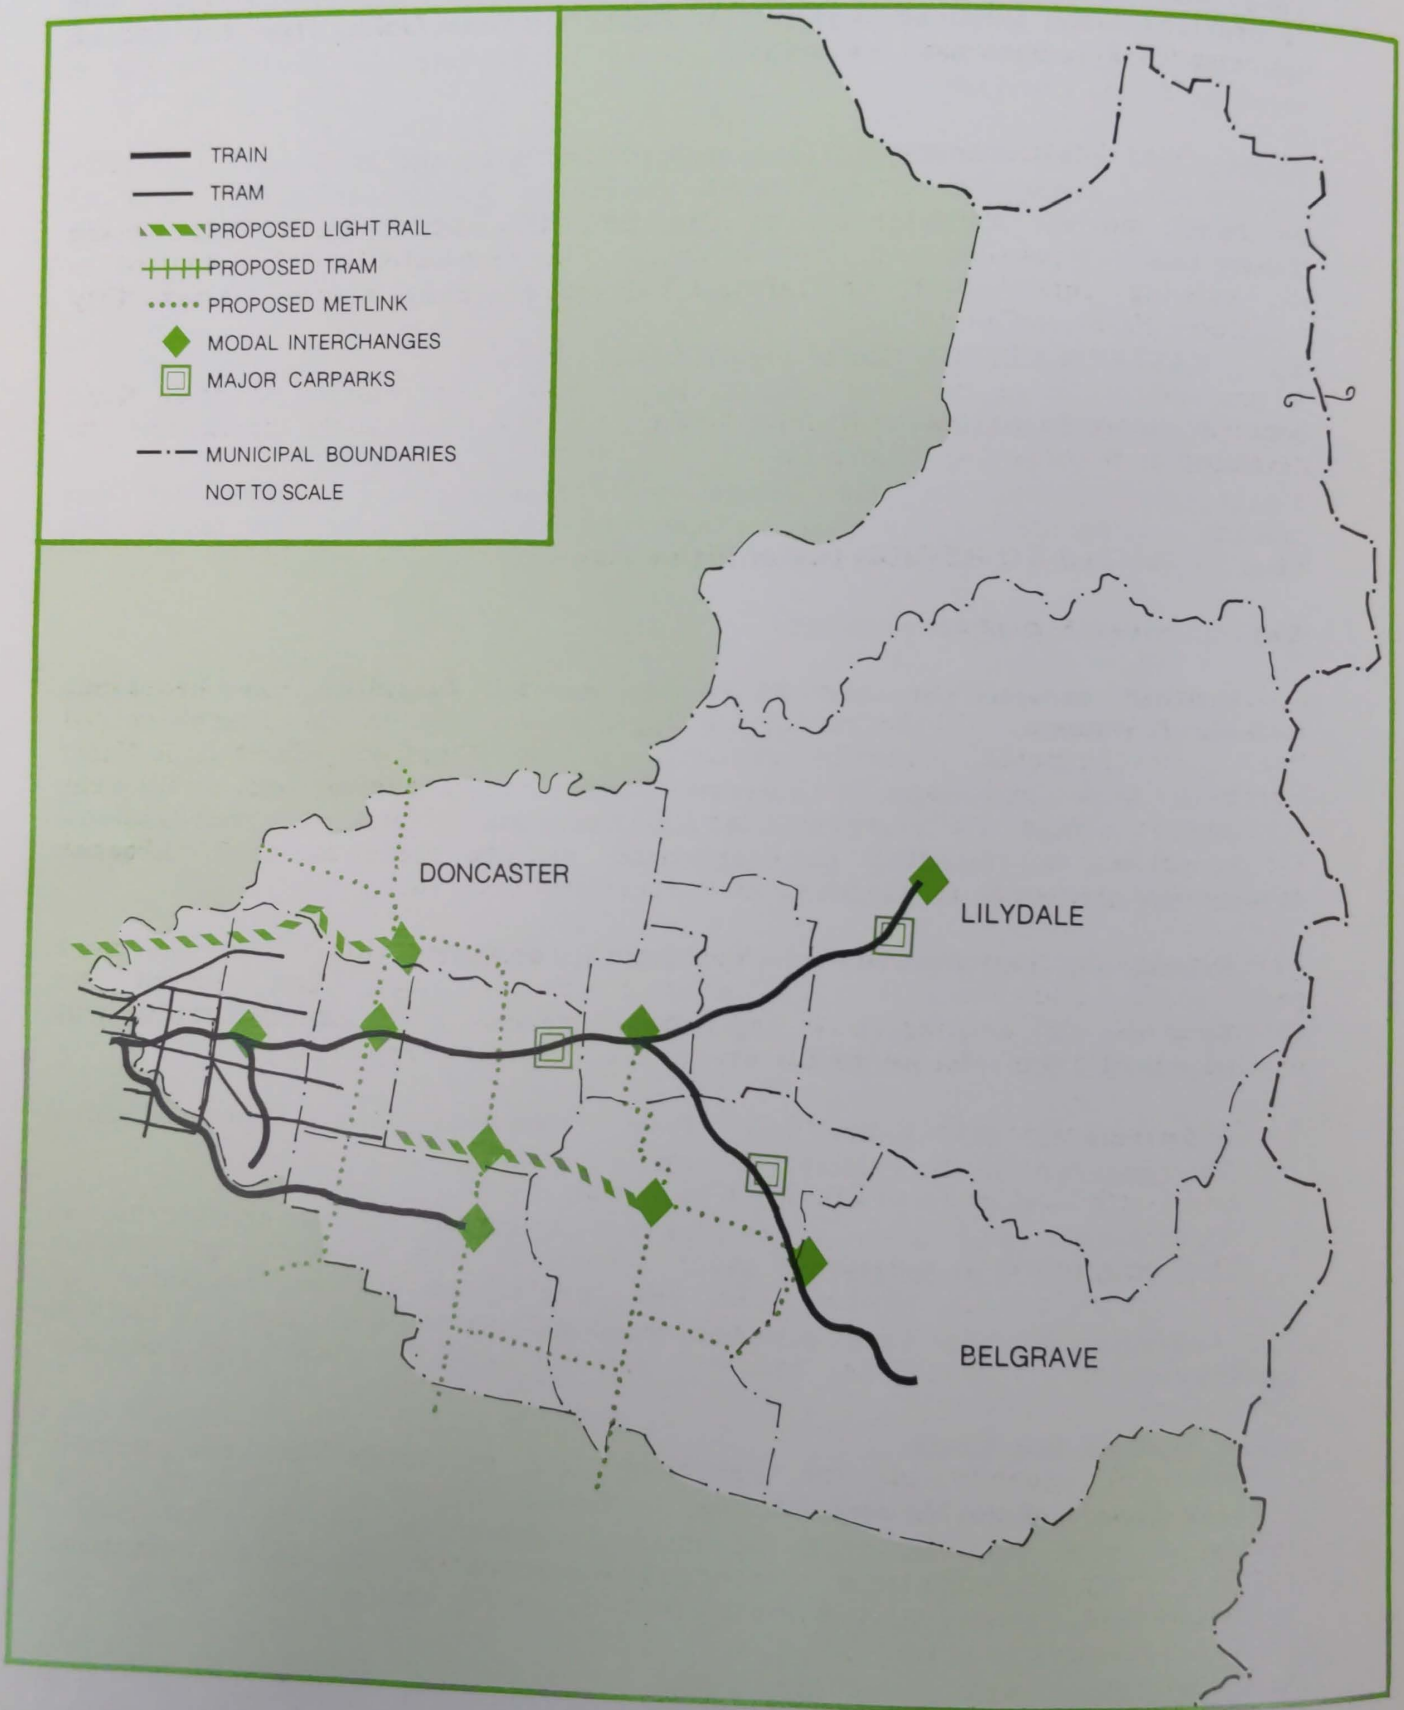 TRAIN
TRAM
PROPOSED LIGHT RAIL
PROPOSED TRAM
PROPOSED METLINK
MODAL INTERCHANGES
MAJOR CARPARKS
MUNICIPAL BOUNDARIES
NOT TO SCALE
DONCASTER
LILYDALE
BELGRAVE